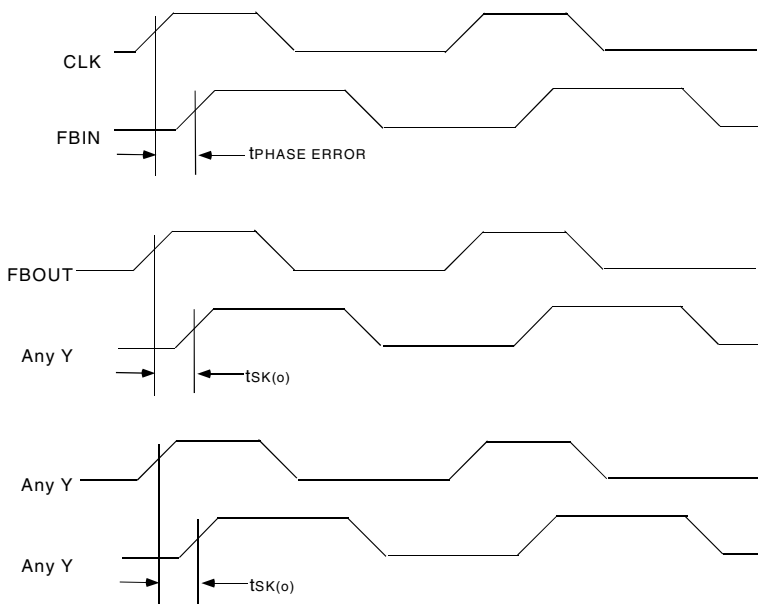 CLK
FBIN
tPHASE ERROR
FBOUT
Any Y
tSK(o)
Any Y
Any Y
tSK(o)